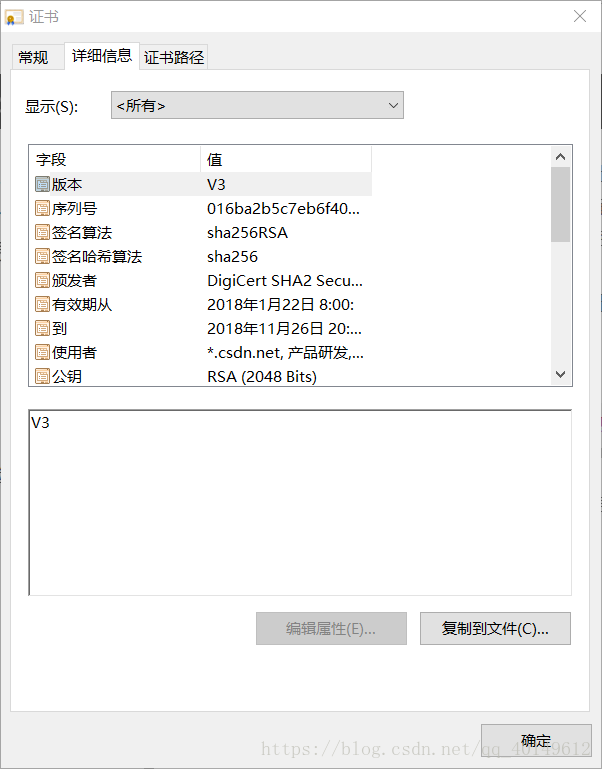 证书
常规 详细信息 证书路径
显示(S): <所有>
字段 值
版本 V3
序列号 016ba2b5c7eb6f40...
签名算法 sha256RSA
签名哈希算法 sha256
颁发者 DigiCert SHA2 Secu...
有效期从 2018年1月22日 8:00:
到 2018年11月26日 20:...
使用者 *.csdn.net, 产品研发,...
公钥 RSA (2048 Bits)
V3
编辑属性(E)... 复制到文件(C)...
确定
https://blog.csdn.net/qq_40149612